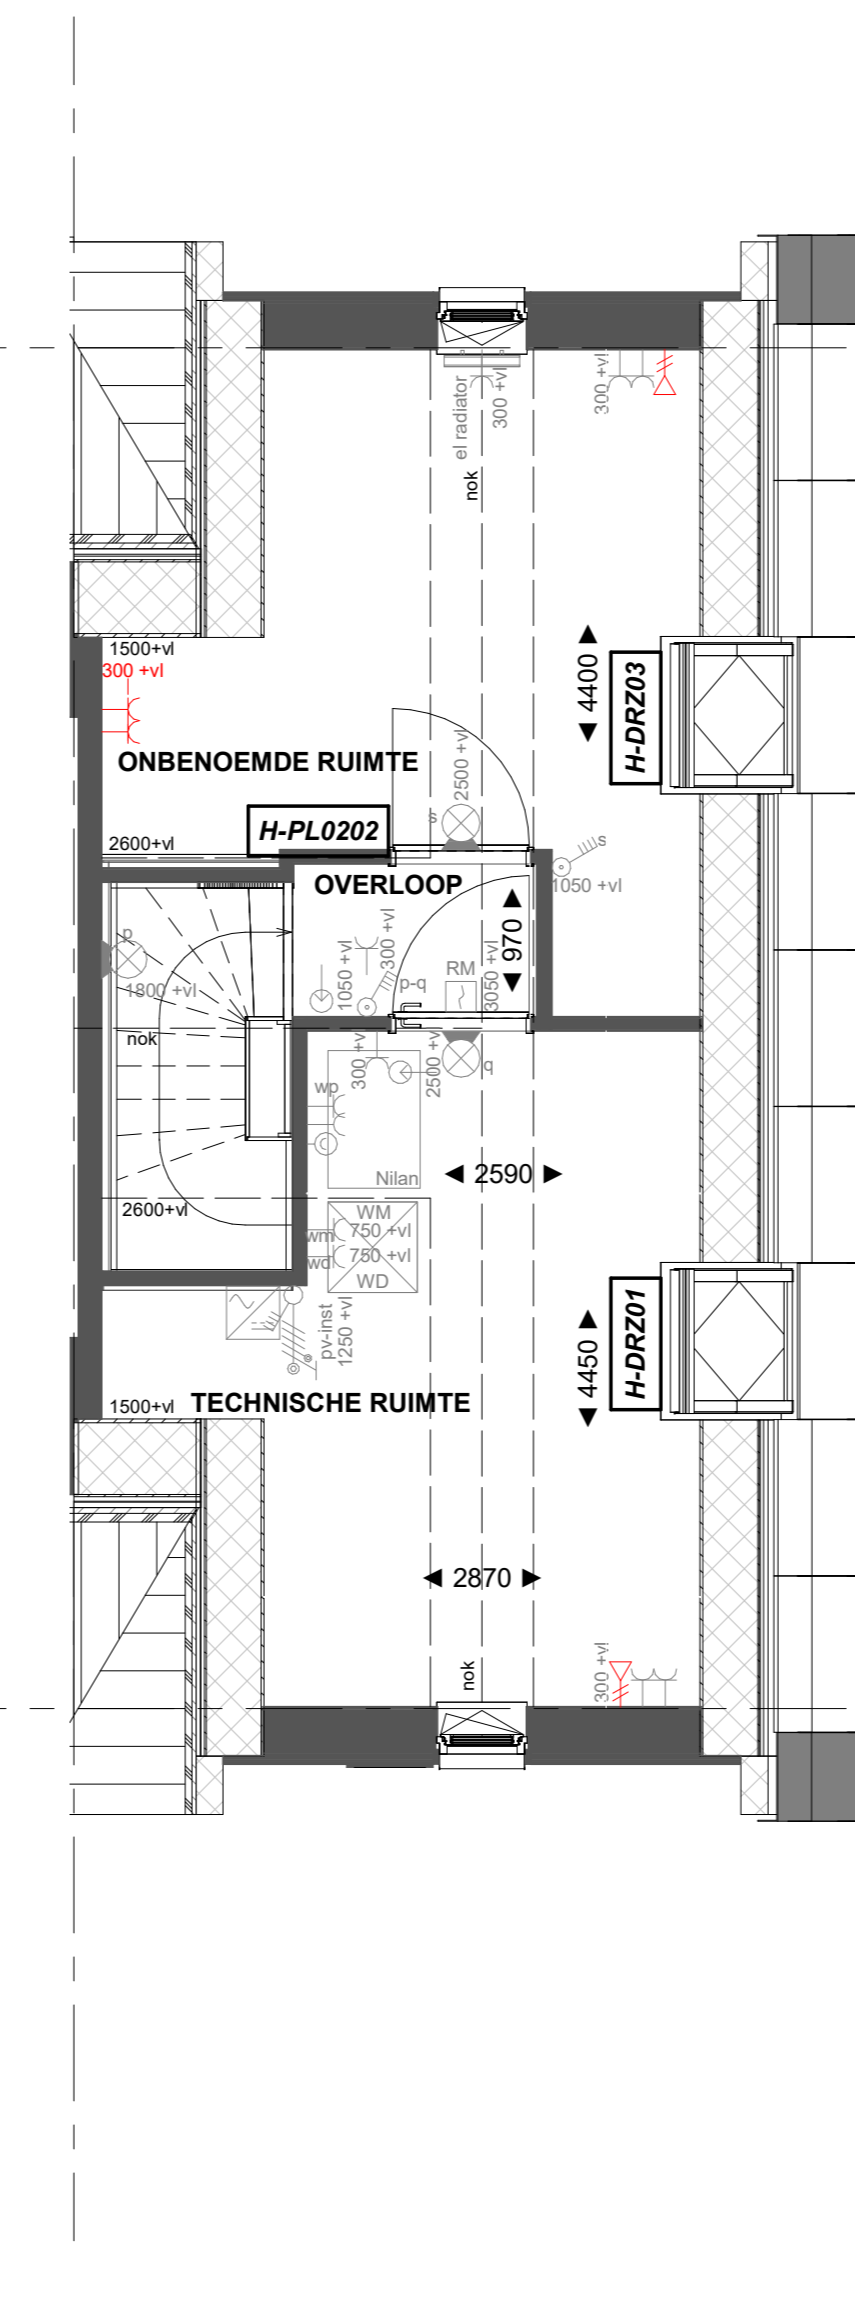 el radiator
300 +vl
300 +vl
nok
1500+vl
300 +vl
4400
H-DRZ03
ONBENOEMDE RUIMTE
2500 +vl
s
H-PL0202
2600+vl
s
1050 +vl
OVERLOOP
970
p
1800 +vl
1050 +vl
300 +vl
p-q
RM
3050 +vl
nok
300 +vl
2500 +vl
q
wp
Nilan
2590
2600+vl
WM
wm
750 +vl
wd
750 +vl
WD
pv-inst
1250 +vl
4450
H-DRZ01
1500+vl
TECHNISCHE RUIMTE
2870
nok
300 +vl